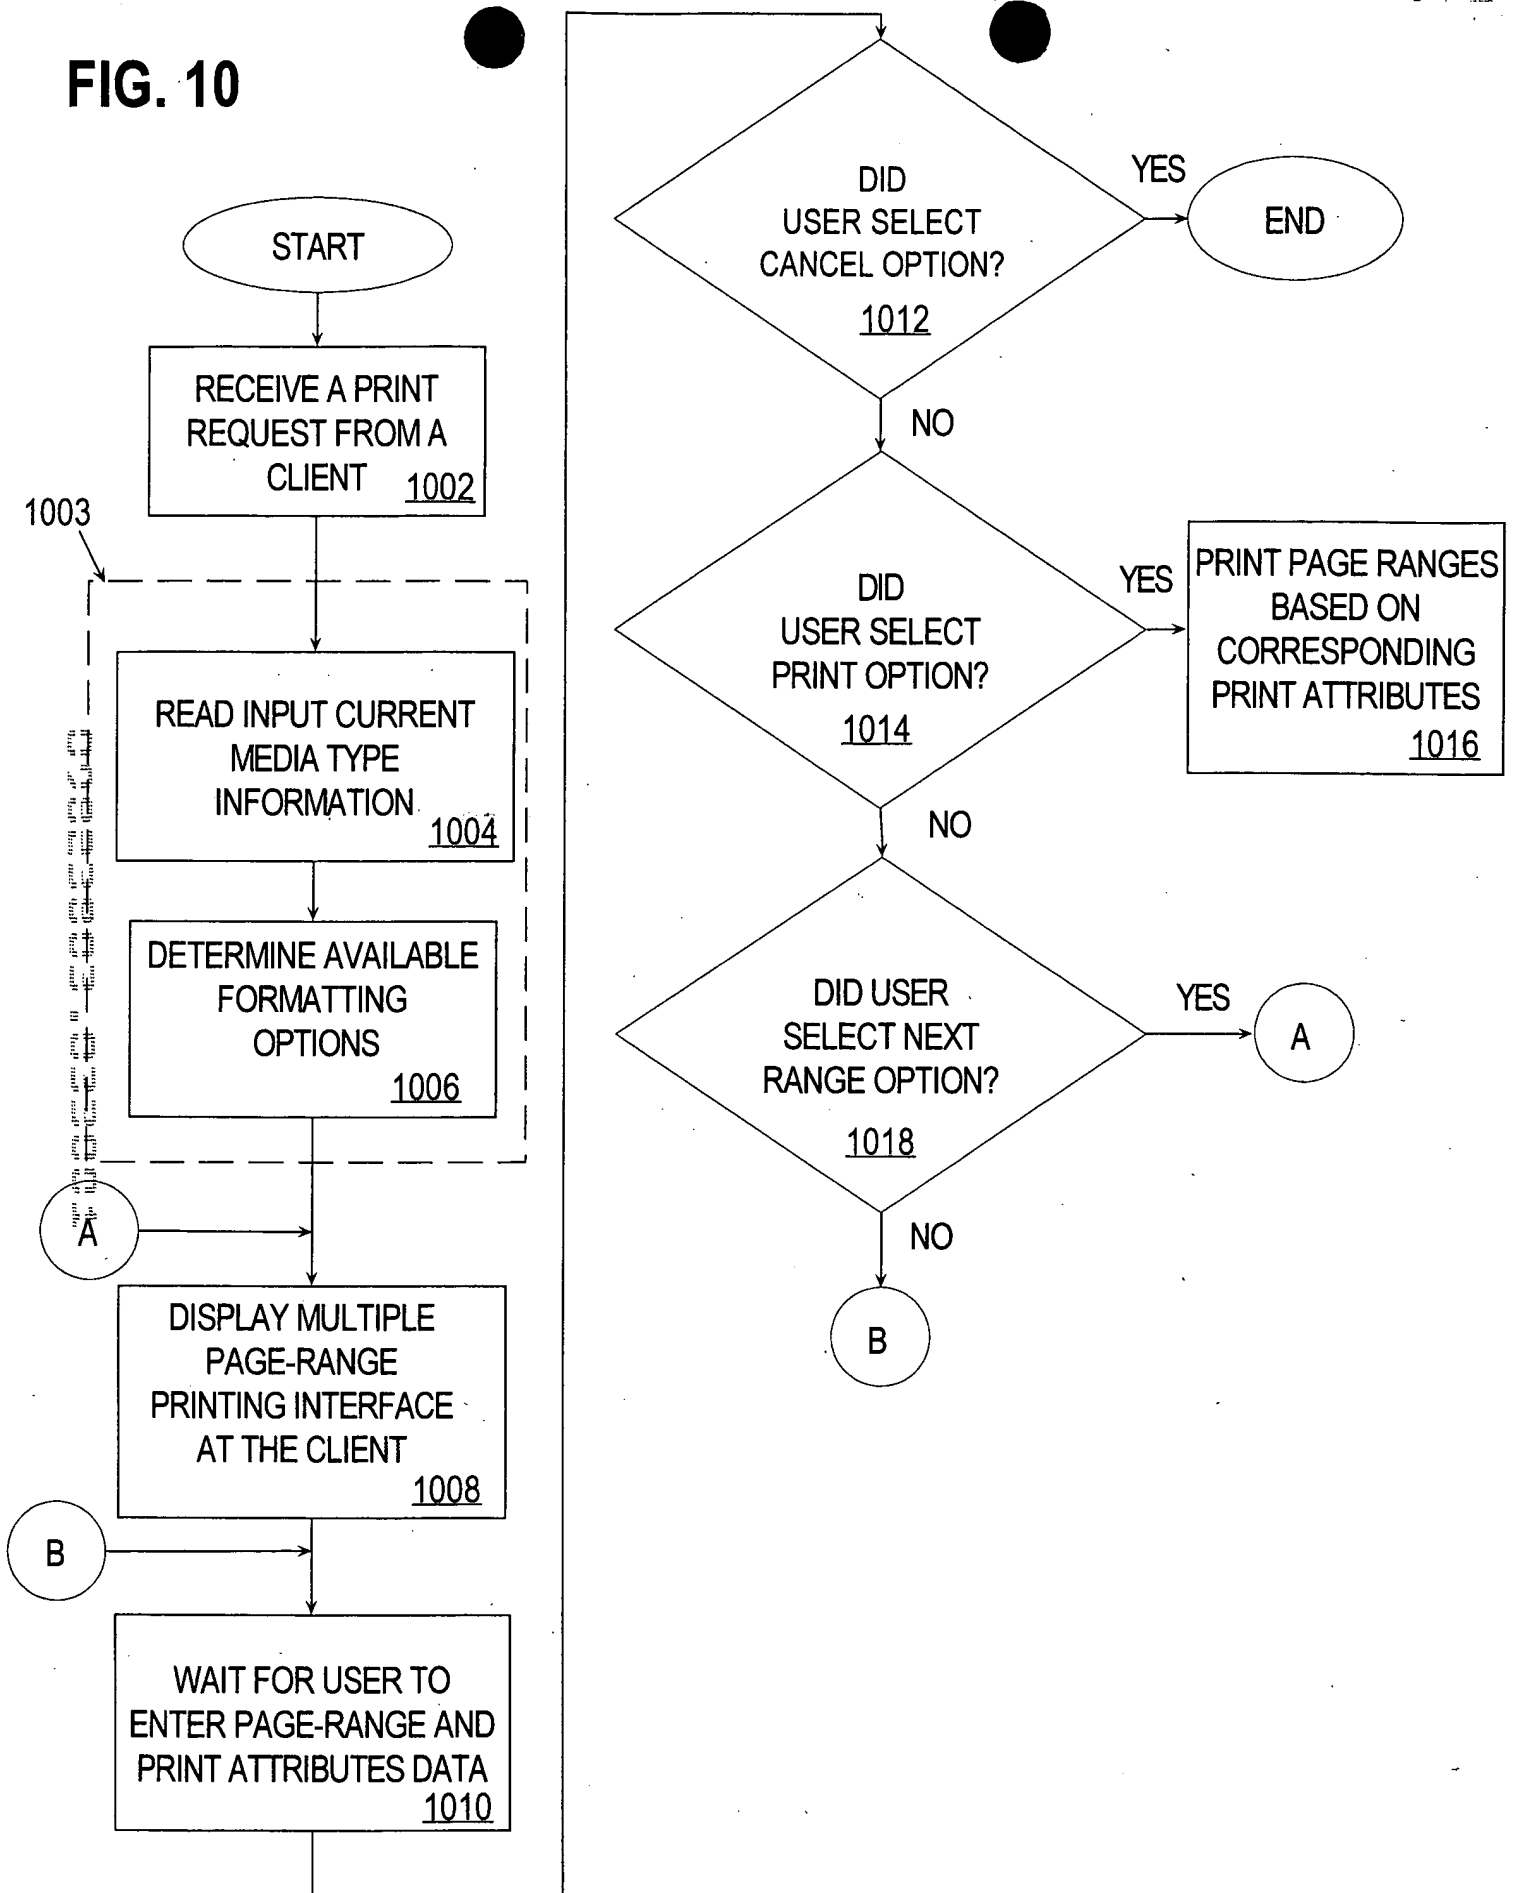 FIG. 10
START
RECEIVE A PRINT
REQUEST FROM A
CLIENT
1002
1003
READ INPUT CURRENT
MEDIA TYPE
INFORMATION
1004
DETERMINE AVAILABLE
FORMATTING
OPTIONS
1006
A
DISPLAY MULTIPLE
PAGE-RANGE
PRINTING INTERFACE
AT THE CLIENT
1008
B
WAIT FOR USER TO
ENTER PAGE-RANGE AND
PRINT ATTRIBUTES DATA
1010
DID
USER SELECT
CANCEL OPTION?
1012
YES
END
NO
DID
USER SELECT
PRINT OPTION?
1014
YES
PRINT PAGE RANGES
BASED ON
CORRESPONDING
PRINT ATTRIBUTES
1016
NO
DID USER
SELECT NEXT
RANGE OPTION?
1018
YES
A
NO
B